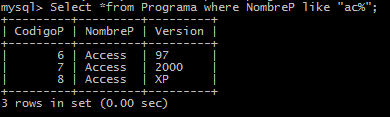 mysql> Select *from Programa where NombreP like "ac%";
+---------+---------+---------+
| CodigoP | NombreP | Version |
+---------+---------+---------+
|       6 | Access  | 97      |
|       7 | Access  | 2000    |
|       8 | Access  | XP      |
+---------+---------+---------+
3 rows in set (0.00 sec)